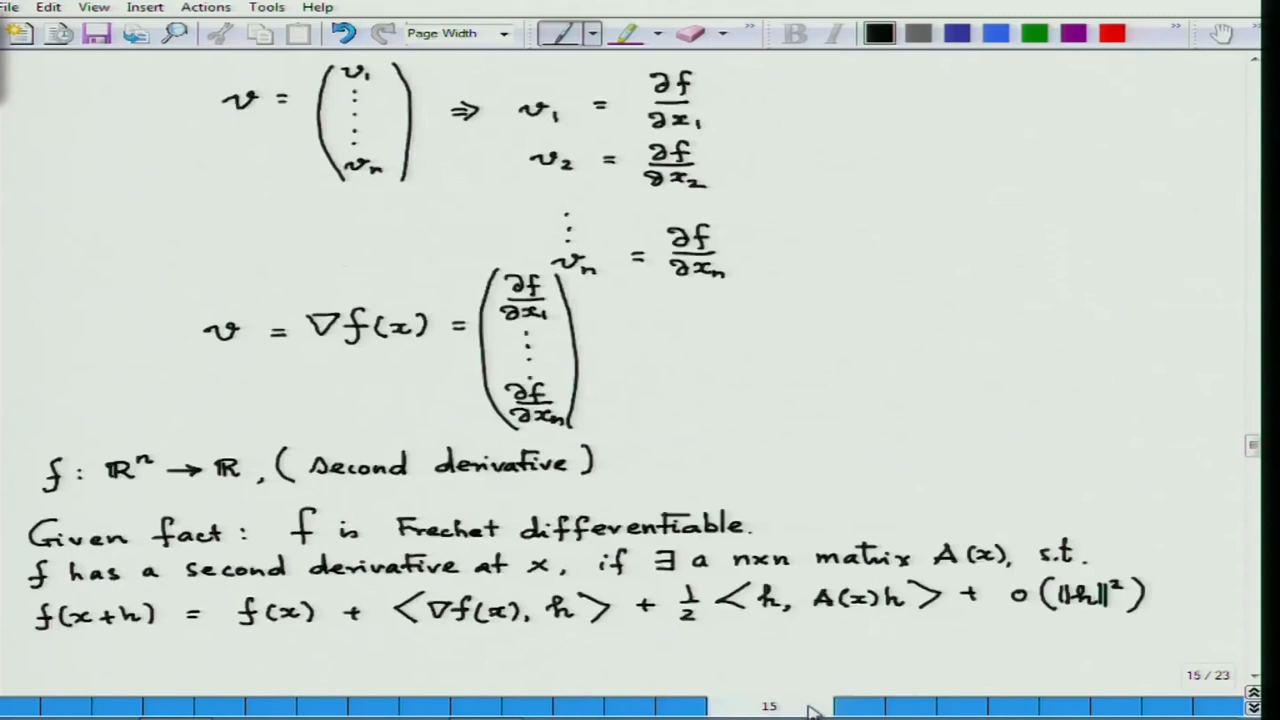 File Edit View Insert Actions Tools Help
Page Width
v = (v₁ ⋮ vₙ) ⇒ v₁ = ∂f/∂x₁
v₂ = ∂f/∂x₂
⋮
vₙ = ∂f/∂xₙ
v = ∇f(x) = (∂f/∂x₁ ⋮ ∂f/∂xₙ)
f : ℝⁿ → ℝ, (second derivative)
Given fact : f is Frechet differentiable.
f has a second derivative at x, if ∃ a n×n matrix A(x), s.t.
f(x+h) = f(x) + <∇f(x), h> + 1/2 <h, A(x)h> + o(‖h‖²)
15 / 23
15